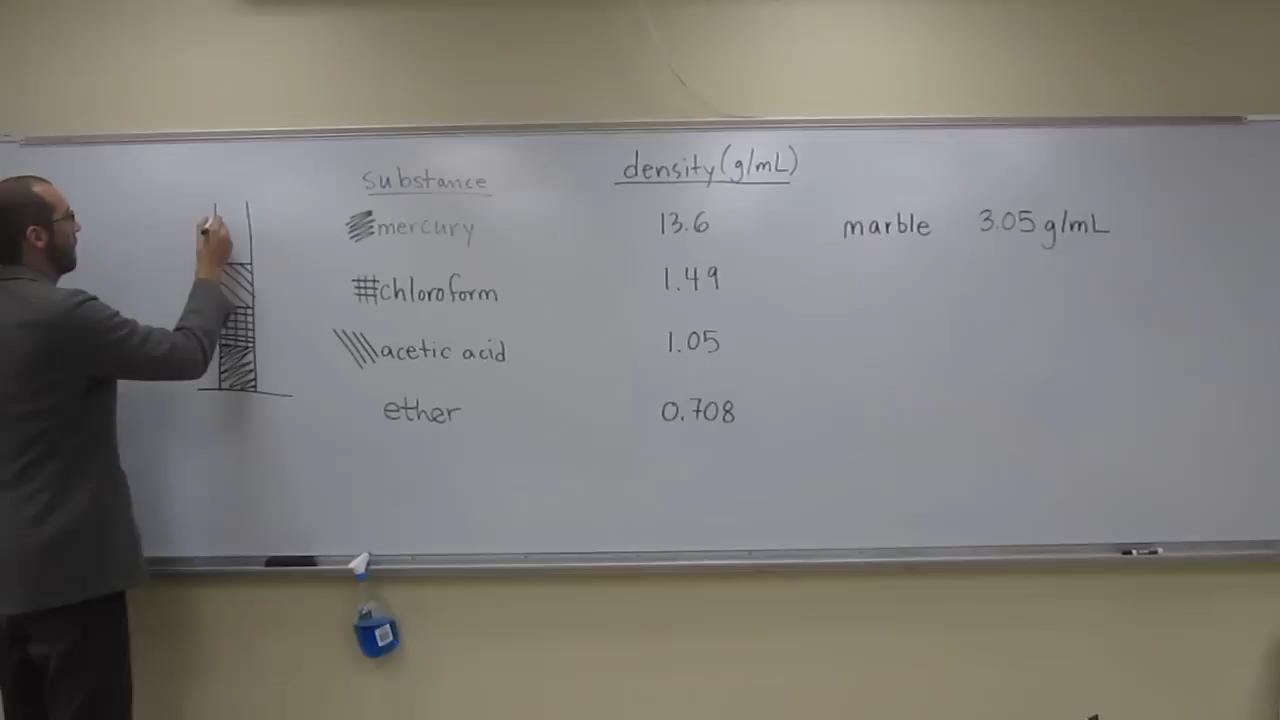 substance density (g/mL)
mercury 13.6 marble 3.05 g/mL
chloroform 1.49
acetic acid 1.05
ether 0.708